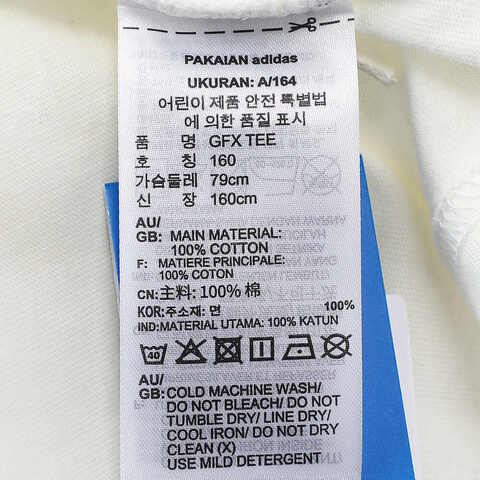 PAKAIAN adidas
UKURAN: A/164
어린이 제품 안전 특별법
에 의한 품질 표시
품 명 GFX TEE
호 칭 160
가슴둘레 79cm
신 장 160cm
AU/
GB: MAIN MATERIAL:
100% COTTON
F: MATIERE PRINCIPALE:
100% COTON
CN:主料: 100% 棉
KOR:주소재: 면 100%
IND:MATERIAL UTAMA: 100% KATUN
40
AU/
GB: COLD MACHINE WASH/
DO NOT BLEACH/ DO NOT
TUMBLE DRY/ LINE DRY/
COOL IRON/ DO NOT DRY
CLEAN (X)
USE MILD DETERGENT